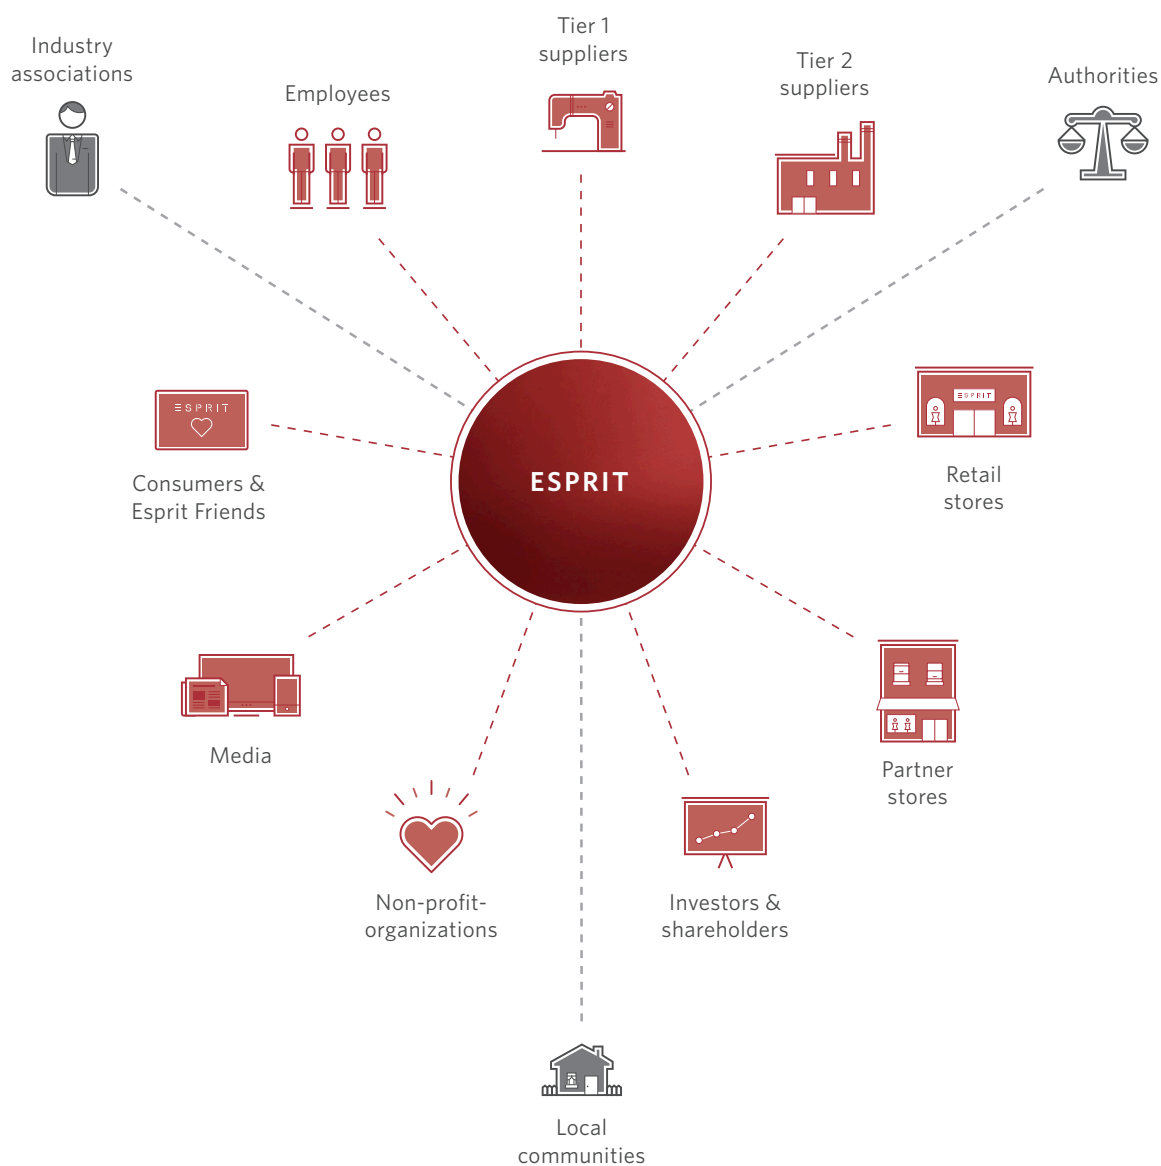 Industry
associations
Employees
Tier 1
suppliers
Tier 2
suppliers
Authorities
ESPRIT
Consumers &
Esprit Friends
ESPRIT
ESPRIT
Retail
stores
Media
Partner
stores
Non-profit-
organizations
Investors &
shareholders
Local
communities